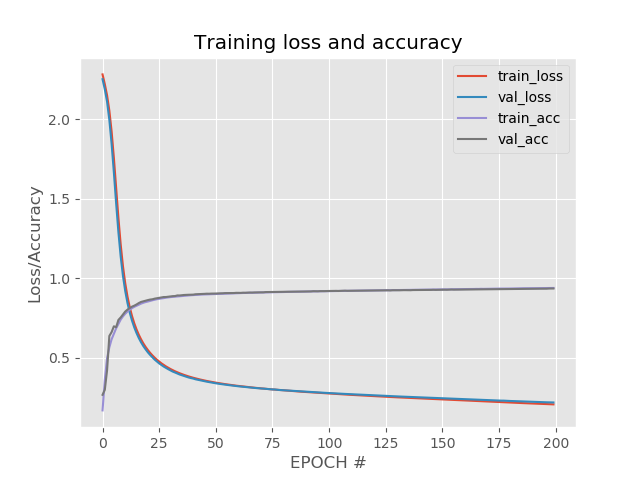 Training loss and accuracy
train_loss
val_loss
train_acc
val_acc
Loss/Accuracy
2.0
1.5
1.0
0.5
0 25 50 75 100 125 150 175 200
EPOCH #